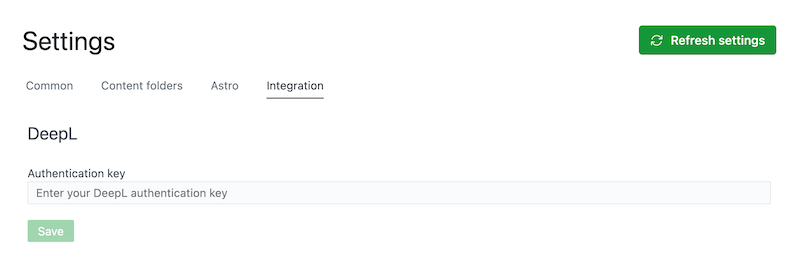 Settings
Refresh settings
Common Content folders Astro Integration
DeepL
Authentication key
Enter your DeepL authentication key
Save